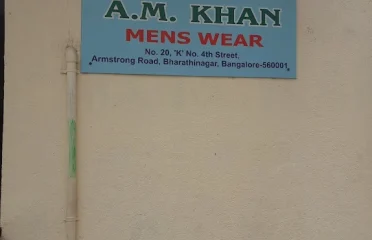 A.M. KHAN
MENS WEAR
No. 20, 'K' No. 4th Street,
Armstrong Road, Bharathinagar, Bangalore-560001